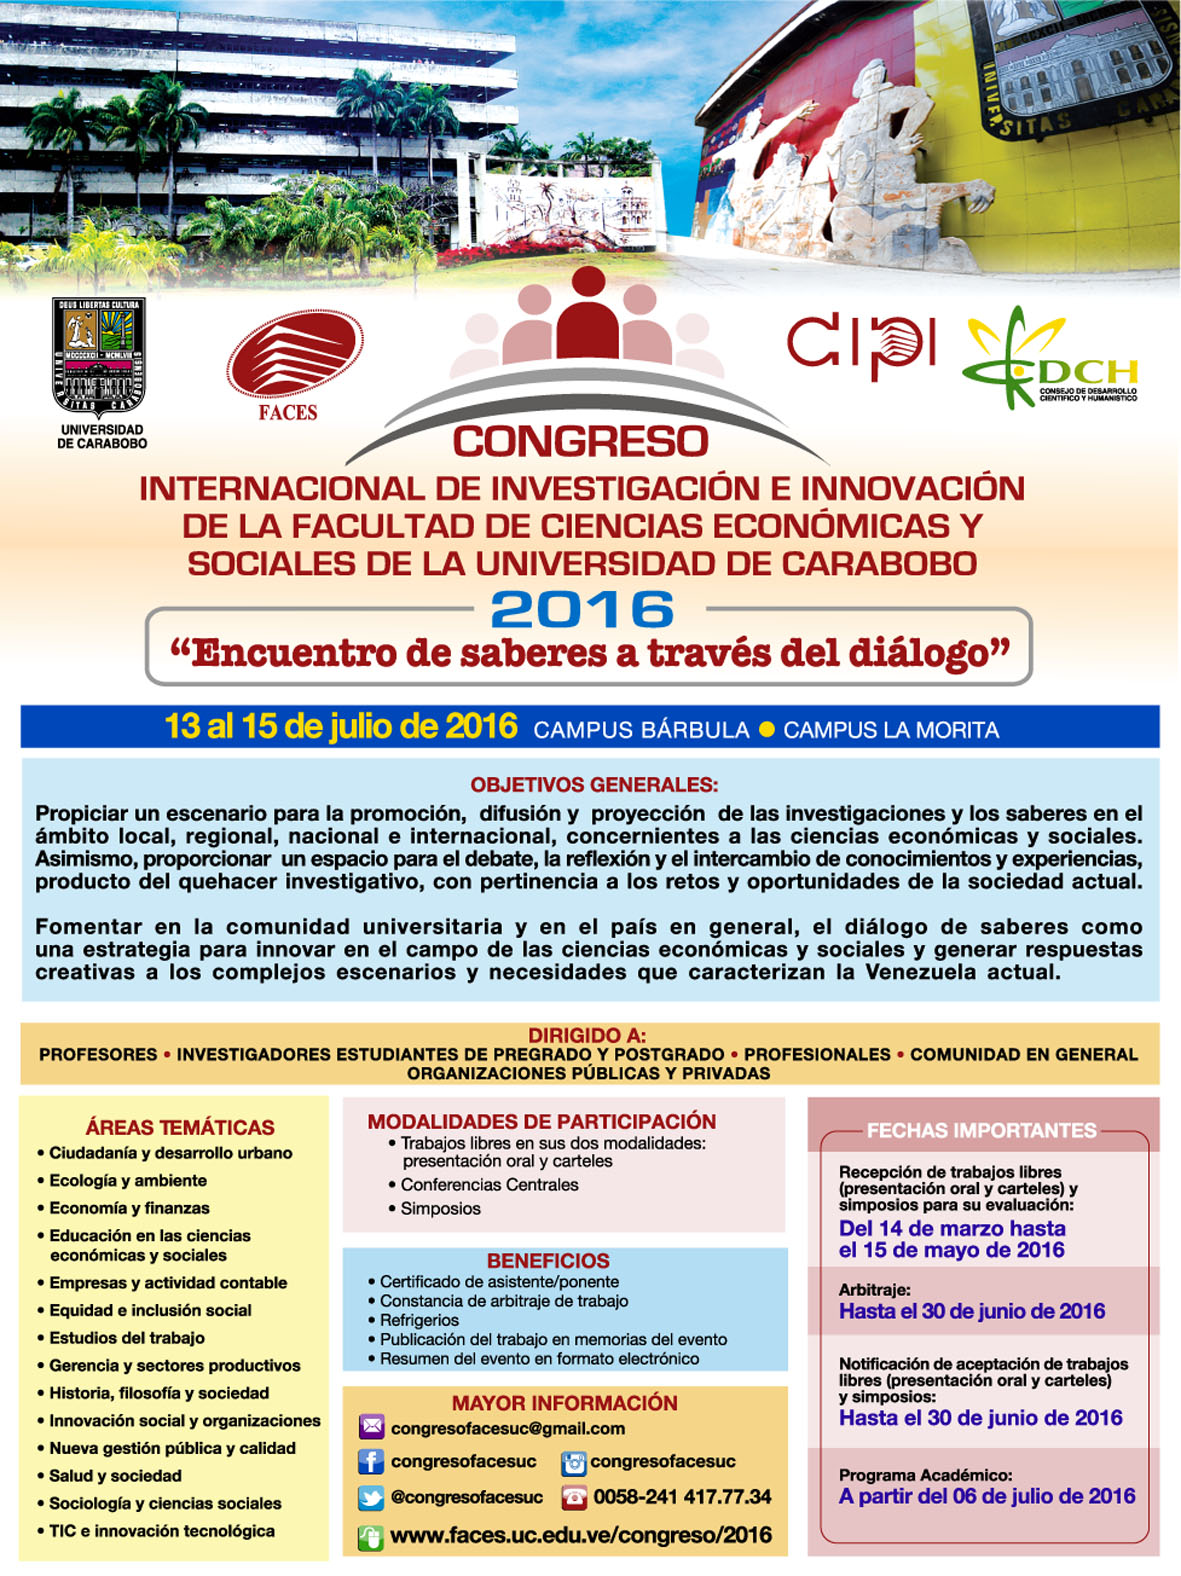 UNIVERSITAS CARABO
DEUS LIBERTAS CULTURA
MDCCCXCII - MCMLVIII
UNIVERSITAS CARABOBENSIS
UNIVERSIDAD
DE CARABOBO
FACES
CIPI
CDCH
CONSEJO DE DESARROLLO
CIENTIFICO Y HUMANÍSTICO
CONGRESO
INTERNACIONAL DE INVESTIGACIÓN E INNOVACIÓN
DE LA FACULTAD DE CIENCIAS ECONÓMICAS Y
SOCIALES DE LA UNIVERSIDAD DE CARABOBO
2016
“Encuentro de saberes a través del diálogo”
13 al 15 de julio de 2016 CAMPUS BÁRBULA ● CAMPUS LA MORITA
OBJETIVOS GENERALES:
Propiciar un escenario para la promoción, difusión y proyección de las investigaciones y los saberes en el
ámbito local, regional, nacional e internacional, concernientes a las ciencias económicas y sociales.
Asimismo, proporcionar un espacio para el debate, la reflexión y el intercambio de conocimientos y experiencias,
producto del quehacer investigativo, con pertinencia a los retos y oportunidades de la sociedad actual.
Fomentar en la comunidad universitaria y en el país en general, el diálogo de saberes como
una estrategia para innovar en el campo de las ciencias económicas y sociales y generar respuestas
creativas a los complejos escenarios y necesidades que caracterizan la Venezuela actual.
DIRIGIDO A:
PROFESORES • INVESTIGADORES ESTUDIANTES DE PREGRADO Y POSTGRADO • PROFESIONALES • COMUNIDAD EN GENERAL
ORGANIZACIONES PÚBLICAS Y PRIVADAS
ÁREAS TEMÁTICAS
• Ciudadanía y desarrollo urbano
• Ecología y ambiente
• Economía y finanzas
• Educación en las ciencias
económicas y sociales
• Empresas y actividad contable
• Equidad e inclusión social
• Estudios del trabajo
• Gerencia y sectores productivos
• Historia, filosofía y sociedad
• Innovación social y organizaciones
• Nueva gestión pública y calidad
• Salud y sociedad
• Sociología y ciencias sociales
• TIC e innovación tecnológica
MODALIDADES DE PARTICIPACIÓN
• Trabajos libres en sus dos modalidades:
presentación oral y carteles
• Conferencias Centrales
• Simposios
BENEFICIOS
• Certificado de asistente/ponente
• Constancia de arbitraje de trabajo
• Refrigerios
• Publicación del trabajo en memorias del evento
• Resumen del evento en formato electrónico
MAYOR INFORMACIÓN
congresofacesuc@gmail.com
congresofacesuc congresofacesuc
@congresofacesuc 0058-241 417.77.34
www.faces.uc.edu.ve/congreso/2016
FECHAS IMPORTANTES
Recepción de trabajos libres
(presentación oral y carteles) y
simposios para su evaluación:
Del 14 de marzo hasta
el 15 de mayo de 2016
Arbitraje:
Hasta el 30 de junio de 2016
Notificación de aceptación de trabajos
libres (presentación oral y carteles)
y simposios:
Hasta el 30 de junio de 2016
Programa Académico:
A partir del 06 de julio de 2016